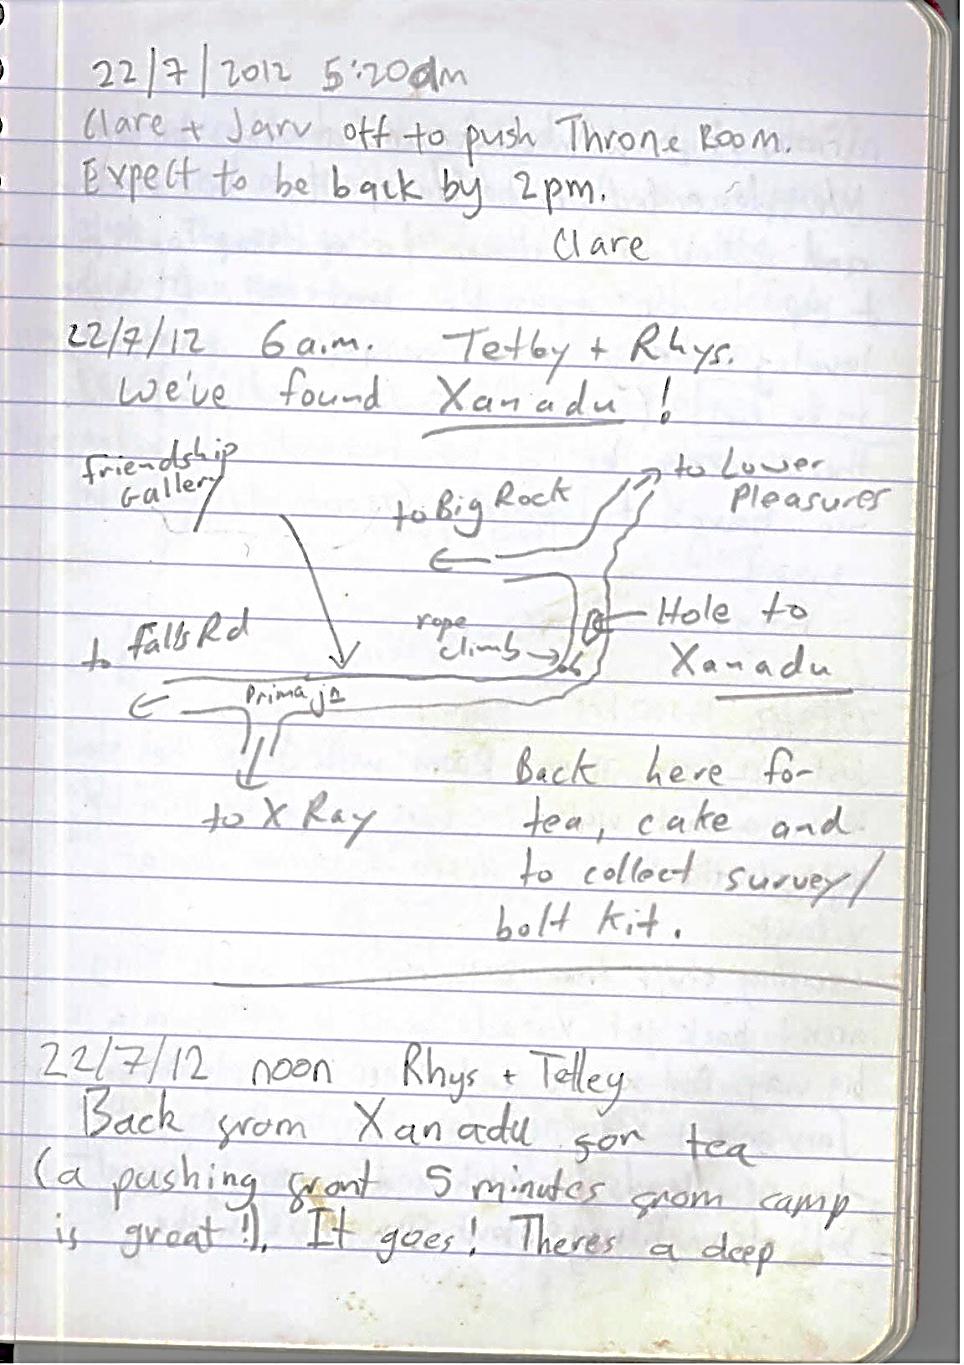 22/7/2012 5:20am
Clare + Jarv off to push Throne Room.
Expect to be back by 2pm.
Clare
22/7/12 6 a.m. Tetley + Rhys.
We've found Xanadu!
friendship
Gallery
to Big Rock
to Lower
Pleasures
to Falls Rd
rope
climb
Hole to
Xanadu
Prima jn
to X Ray
Back here for
tea, cake and
to collect survey/
bolt kit.
22/7/12 noon Rhys + Tetley
Back from Xanadu for tea
(a pushing front 5 minutes from camp
is great!). It goes! Theres a deep